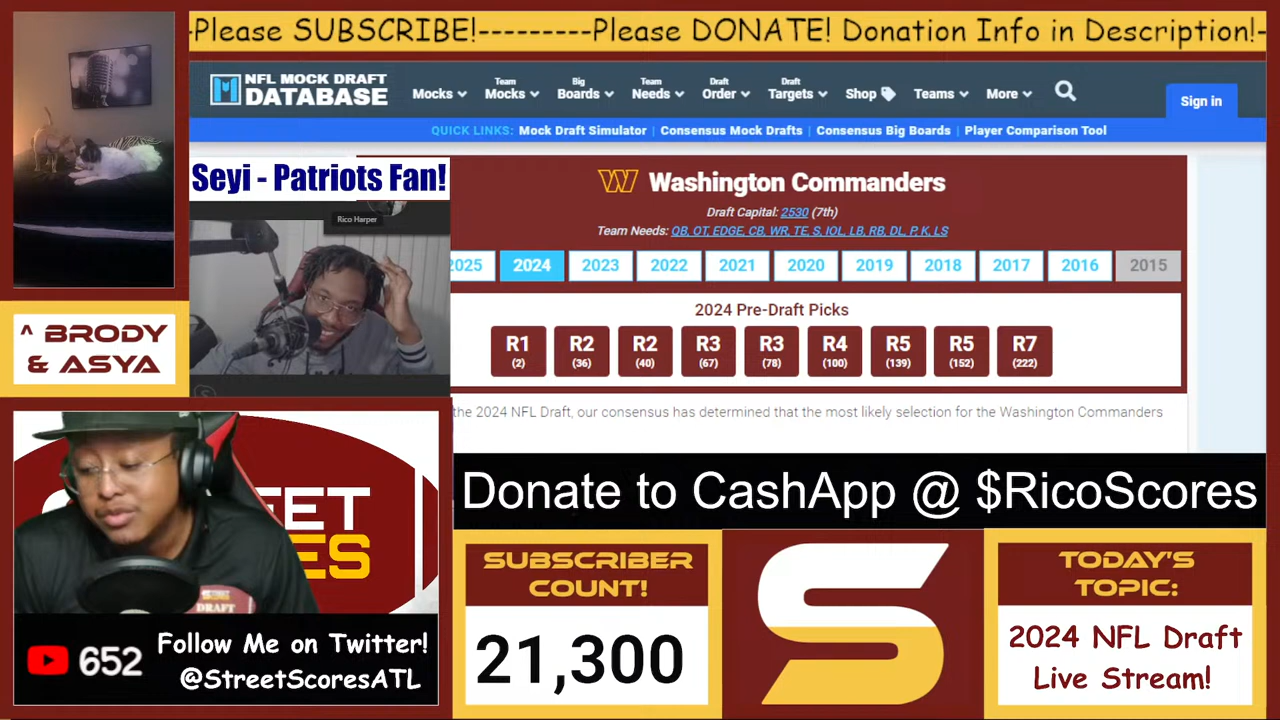 -Please SUBSCRIBE!---------Please DONATE! Donation Info in Description!-
NFL MOCK DRAFT
DATABASE
Mocks
Team
Mocks
Big
Boards
Team
Needs
Draft
Order
Draft
Targets
Shop
Teams
More
Sign in
QUICK LINKS: Mock Draft Simulator | Consensus Mock Drafts | Consensus Big Boards | Player Comparison Tool
Seyi - Patriots Fan!
Rico Harper
Washington Commanders
Draft Capital: 2530 (7th)
Team Needs: QB, OT, EDGE, CB, WR, TE, S, IOL, LB, RB, DL, P, K, LS
2025 2024 2023 2022 2021 2020 2019 2018 2017 2016 2015
2024 Pre-Draft Picks
R1 R2 R2 R3 R3 R4 R5 R5 R7
(2) (36) (40) (67) (78) (100) (139) (152) (222)
the 2024 NFL Draft, our consensus has determined that the most likely selection for the Washington Commanders
^ BRODY
& ASYA
DRAFT
652
Follow Me on Twitter!
@StreetScoresATL
Donate to CashApp @ $RicoScores
SUBSCRIBER
COUNT!
21,300
S
TODAY'S
TOPIC:
2024 NFL Draft
Live Stream!